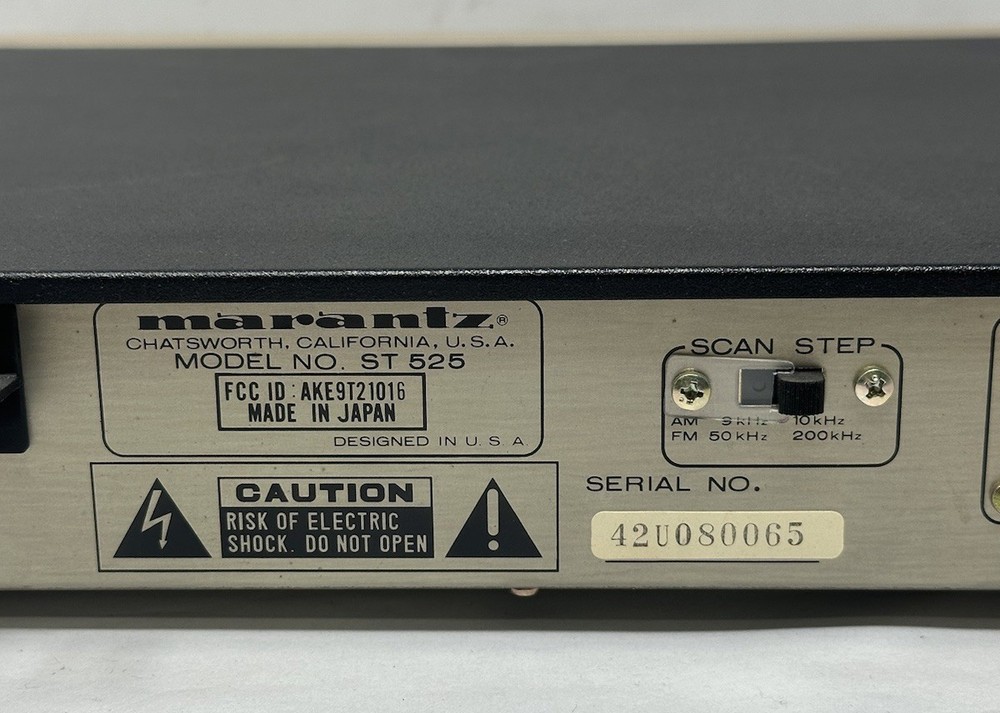 marantz®
CHATSWORTH, CALIFORNIA, U.S.A.
MODEL NO. ST 525
FCC ID : AKE9T21016
MADE IN JAPAN
DESIGNED IN U.S.A.
CAUTION
RISK OF ELECTRIC
SHOCK. DO NOT OPEN
SCAN STEP
AM 9kHz 10kHz
FM 50kHz 200kHz
SERIAL NO.
42U080065